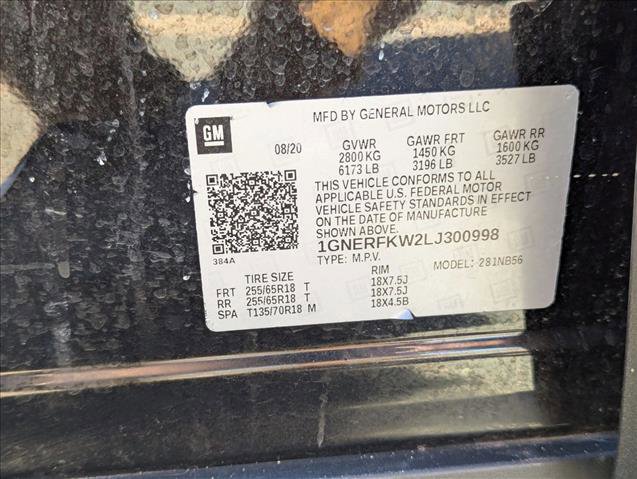 MFD BY GENERAL MOTORS LLC
GM
08/20 GVWR GAWR FRT GAWR RR
2800 KG 1450 KG 1600 KG
6173 LB 3196 LB 3527 LB
THIS VEHICLE CONFORMS TO ALL
APPLICABLE U.S. FEDERAL MOTOR
VEHICLE SAFETY STANDARDS IN EFFECT
ON THE DATE OF MANUFACTURE
SHOWN ABOVE.
1GNERFKW2LJ300998
384A
TYPE: M.P.V. MODEL: 281NB56
TIRE SIZE RIM
FRT 255/65R18 T 18X7.5J
RR 255/65R18 T 18X7.5J
SPA T135/70R18 M 18X4.5B